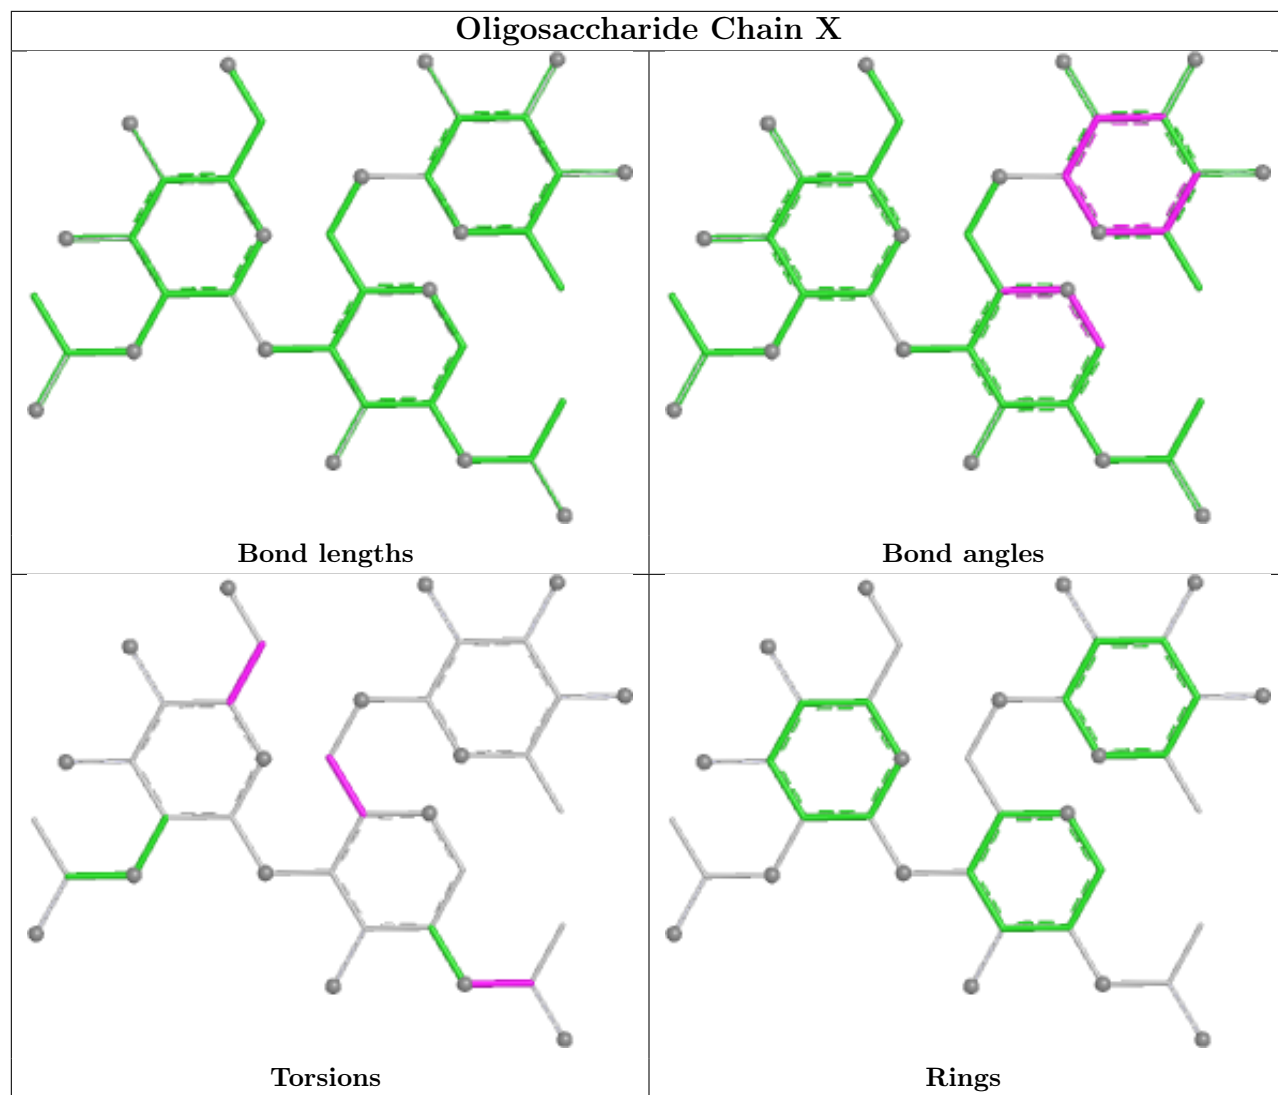 Oligosaccharide Chain X
Bond lengths
Bond angles
Torsions
Rings